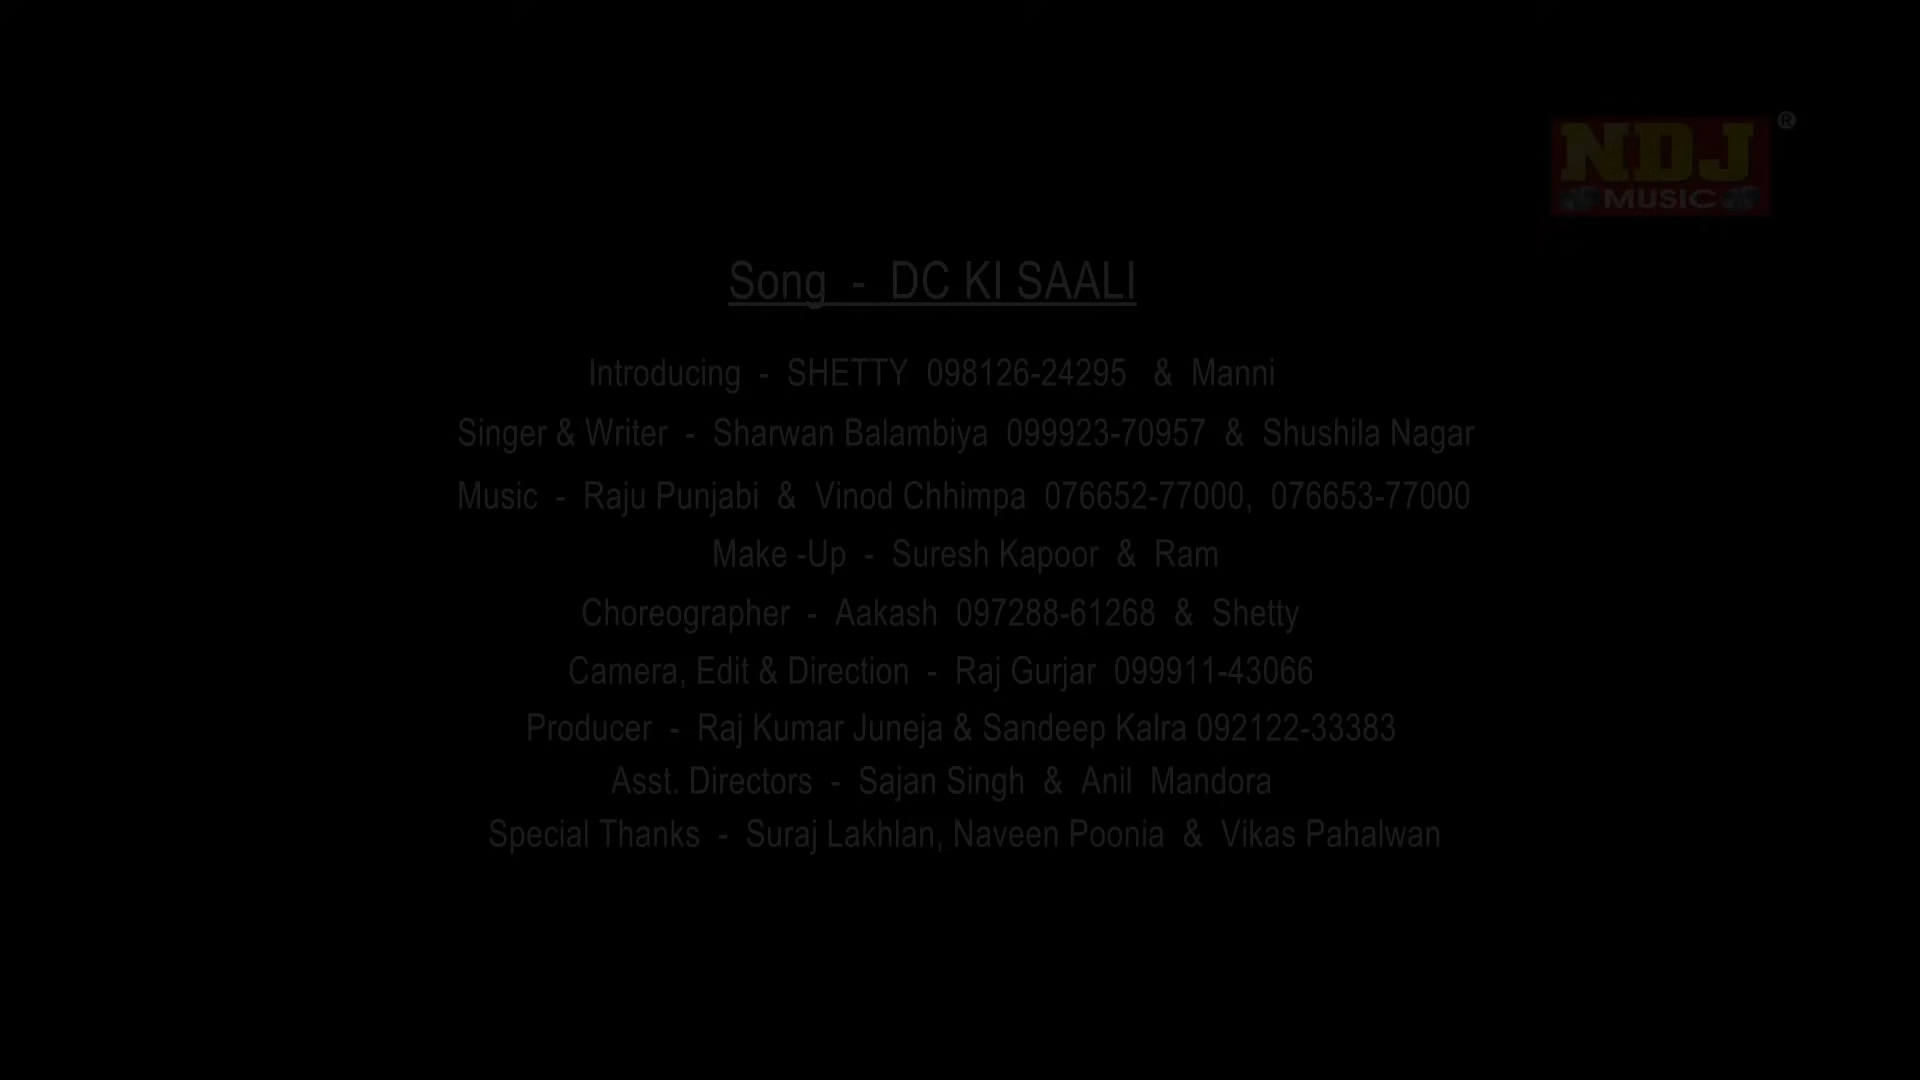 NDJ ®
MUSIC
Song - DC KI SAALI
Introducing - SHETTY 098126-24295 & Manni
Singer & Writer - Sharwan Balambiya 099923-70957 & Shushila Nagar
Music - Raju Punjabi & Vinod Chhimpa 076652-77000, 076653-77000
Make -Up - Suresh Kapoor & Ram
Choreographer - Aakash 097288-61268 & Shetty
Camera, Edit & Direction - Raj Gurjar 099911-43066
Producer - Raj Kumar Juneja & Sandeep Kalra 092122-33383
Asst. Directors - Sajan Singh & Anil Mandora
Special Thanks - Suraj Lakhlan, Naveen Poonia & Vikas Pahalwan